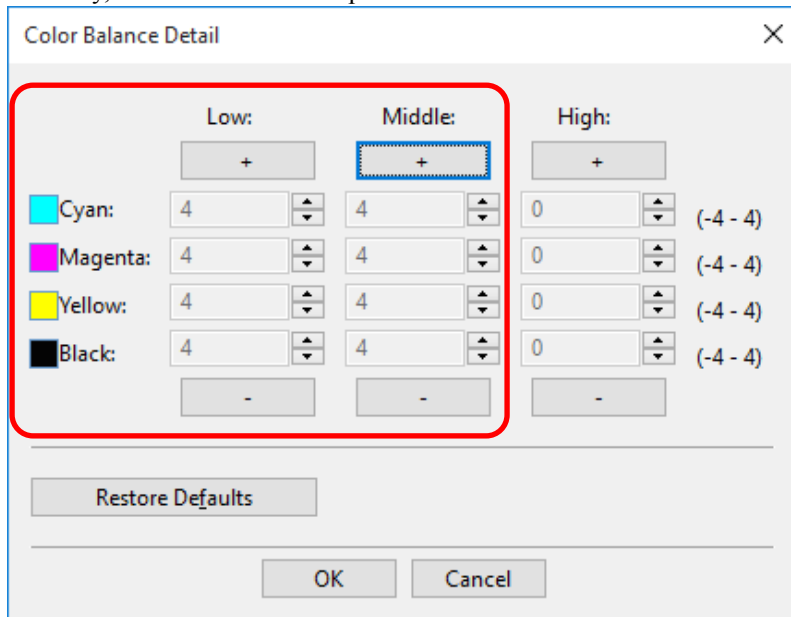 Color Balance Detail
Low: Middle: High:
+ + +
Cyan: 4 4 0 (-4 - 4)
Magenta: 4 4 0 (-4 - 4)
Yellow: 4 4 0 (-4 - 4)
Black: 4 4 0 (-4 - 4)
- - -
Restore Defaults
OK Cancel